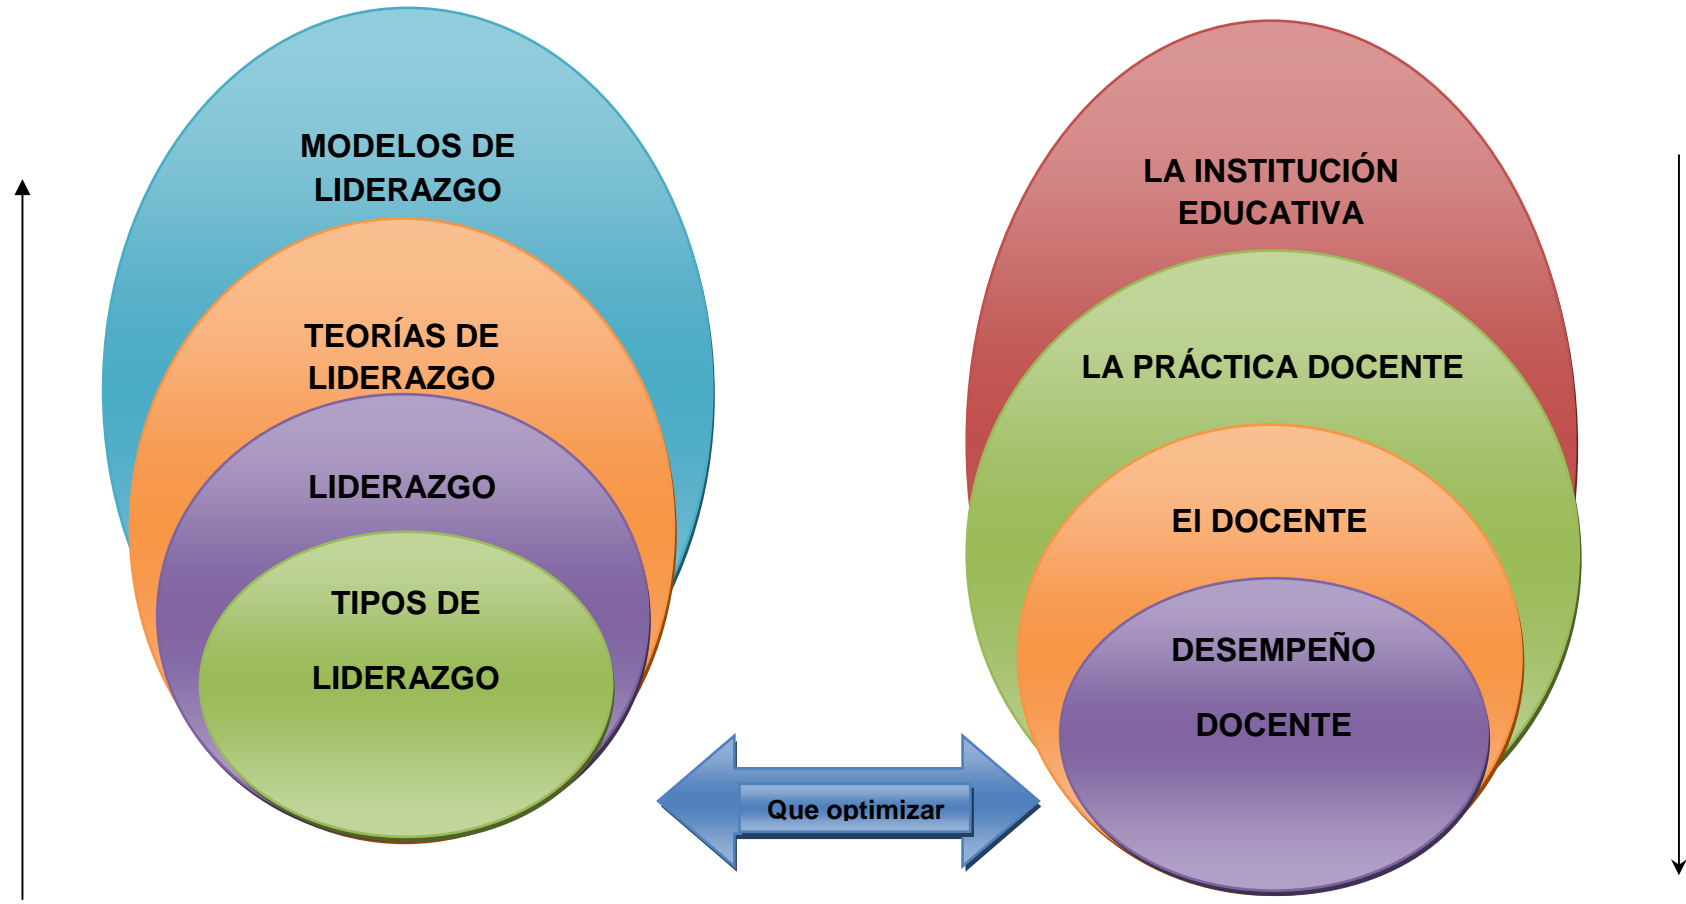 MODELOS DE
LIDERAZGO
TEORÍAS DE
LIDERAZGO
LIDERAZGO
TIPOS DE
LIDERAZGO
LA INSTITUCIÓN
EDUCATIVA
LA PRÁCTICA DOCENTE
El DOCENTE
DESEMPEÑO
DOCENTE
Que optimizar